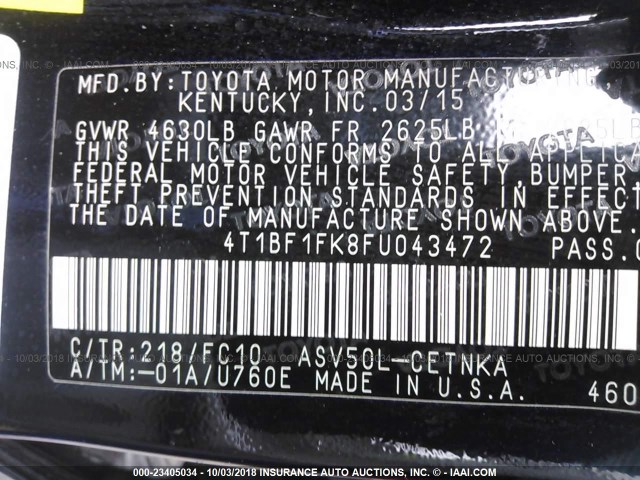 MFD.BY:TOYOTA MOTOR MANUFACTURING,
KENTUCKY,INC.03/15
GVWR 4630LB GAWR FR 2625LB
THIS VEHICLE CONFORMS TO ALL
FEDERAL MOTOR VEHICLE SAFETY,BUMPER
THEFT PREVENTION STANDARDS IN EFFECT
THE DATE OF MANUFACTURE SHOWN ABOVE.
4T1BF1FK8FU043472 PASS.
C/TR:218/FC10 ASV50L-CETNKA
A/TM:-01A/U760E MADE IN U.S.A. 460
000-23405034 - 10/03/2018 INSURANCE AUTO AUCTIONS © - IAAI.COM